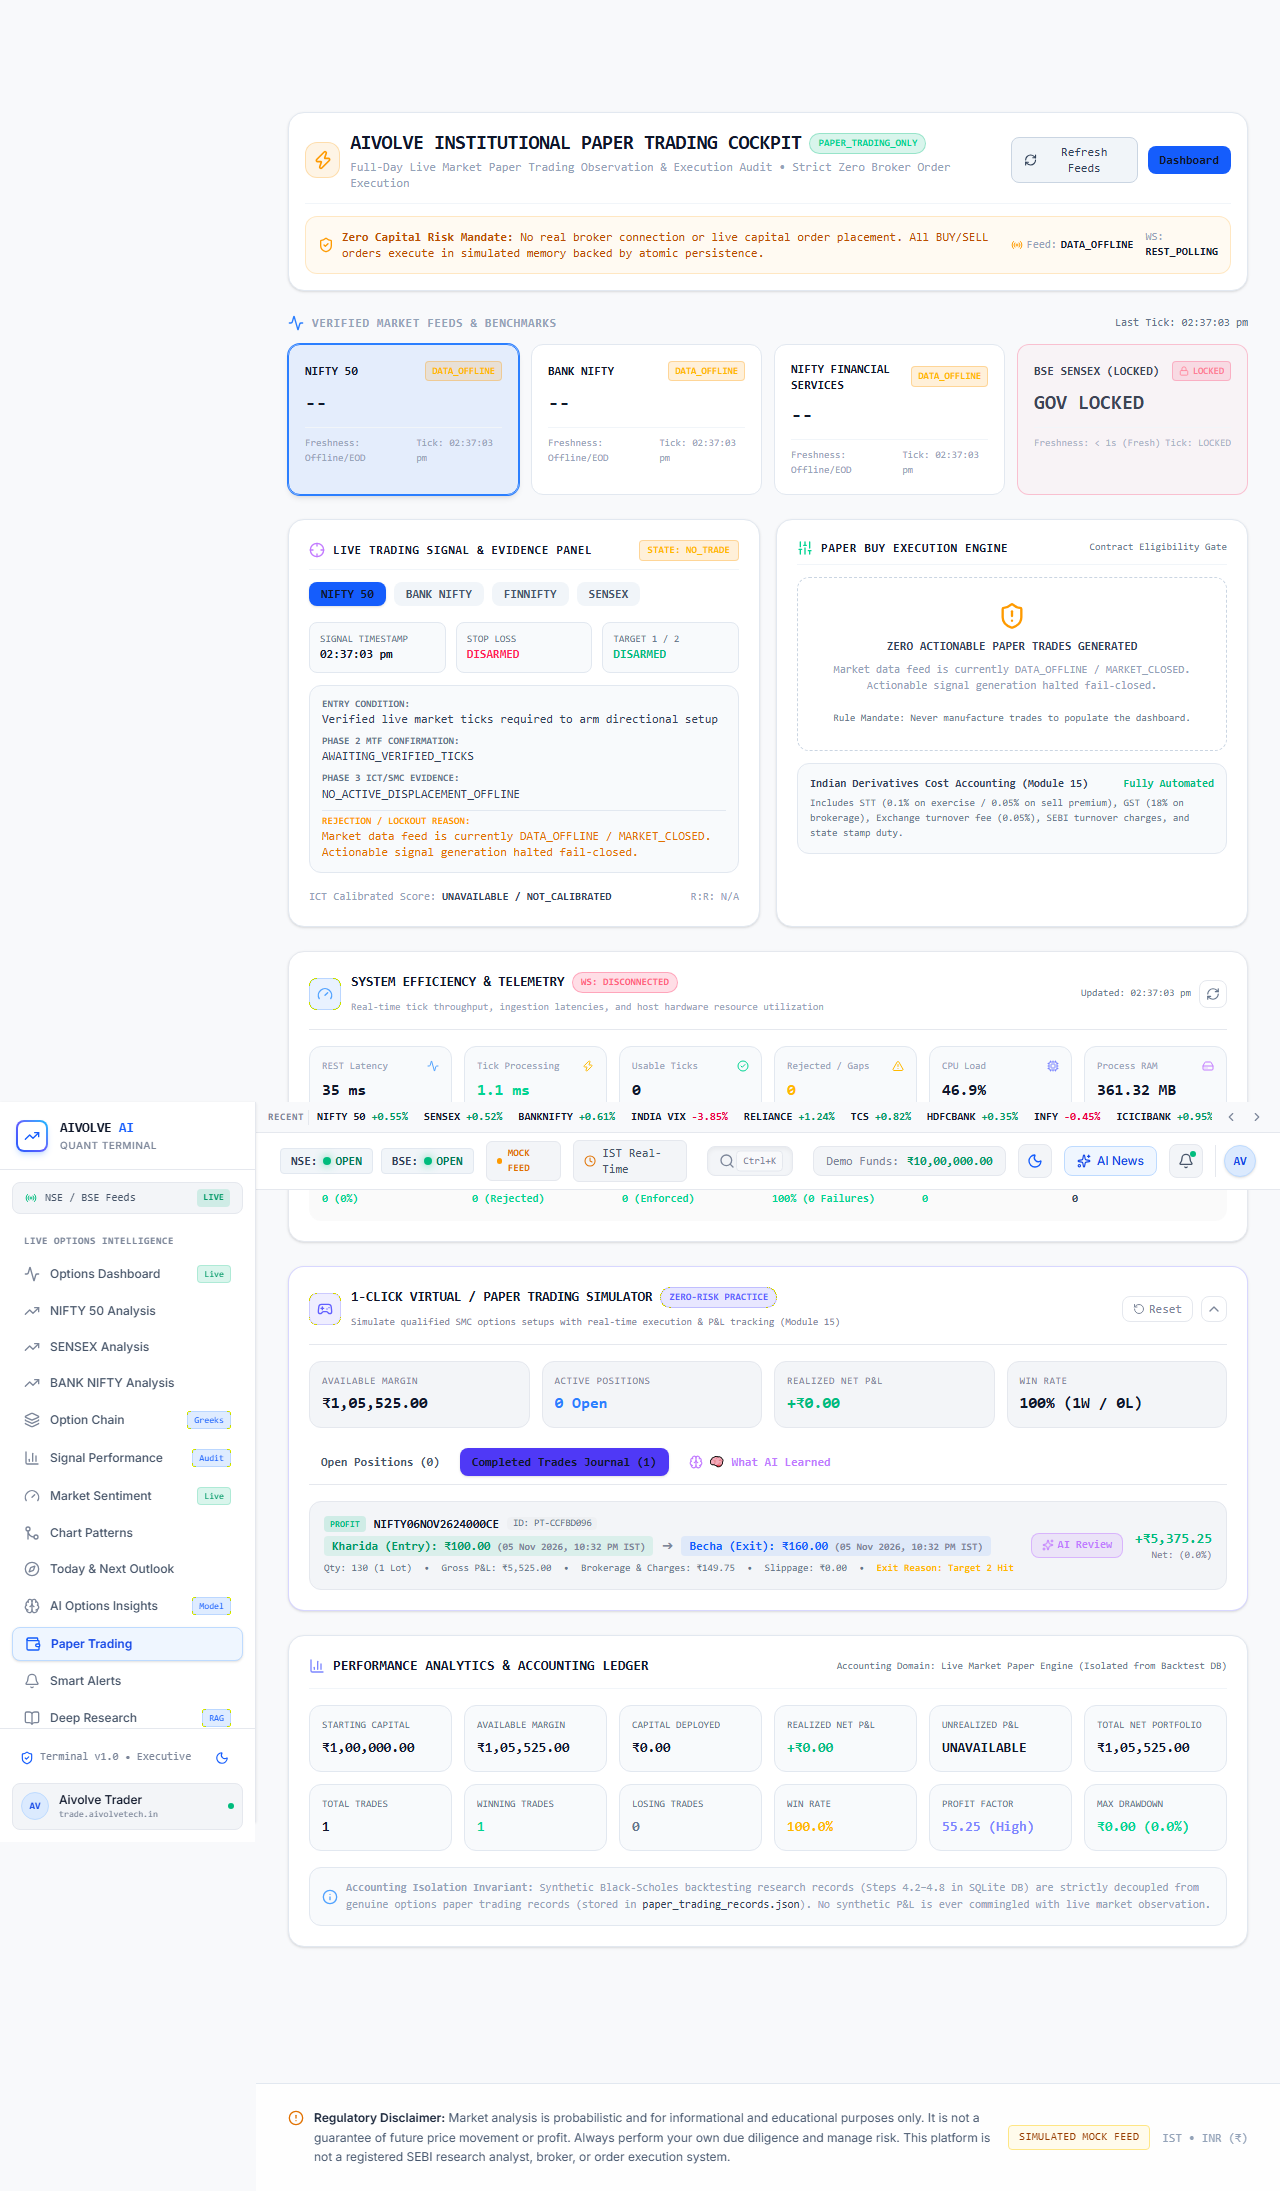 AIVOLVE INSTITUTIONAL PAPER TRADING COCKPIT PAPER_TRADING_ONLY
Full-Day Live Market Paper Trading Observation & Execution Audit • Strict Zero Broker Order
Execution
Refresh
Feeds
Dashboard
Zero Capital Risk Mandate: No real broker connection or live capital order placement. All BUY/SELL
orders execute in simulated memory backed by atomic persistence.
Feed: DATA_OFFLINE
WS:
REST_POLLING
VERIFIED MARKET FEEDS & BENCHMARKS
Last Tick: 02:37:03 pm
NIFTY 50 DATA_OFFLINE
--
Freshness:
Offline/EOD
Tick: 02:37:03
pm
BANK NIFTY DATA_OFFLINE
--
Freshness:
Offline/EOD
Tick: 02:37:03
pm
NIFTY FINANCIAL
SERVICES
DATA_OFFLINE
--
Freshness:
Offline/EOD
Tick: 02:37:03
pm
BSE SENSEX (LOCKED) LOCKED
GOV LOCKED
Freshness: < 1s (Fresh) Tick: LOCKED
LIVE TRADING SIGNAL & EVIDENCE PANEL STATE: NO_TRADE
NIFTY 50 BANK NIFTY FINNIFTY SENSEX
SIGNAL TIMESTAMP
02:37:03 pm
STOP LOSS
DISARMED
TARGET 1 / 2
DISARMED
ENTRY CONDITION:
Verified live market ticks required to arm directional setup
PHASE 2 MTF CONFIRMATION:
AWAITING_VERIFIED_TICKS
PHASE 3 ICT/SMC EVIDENCE:
NO_ACTIVE_DISPLACEMENT_OFFLINE
REJECTION / LOCKOUT REASON:
Market data feed is currently DATA_OFFLINE / MARKET_CLOSED.
Actionable signal generation halted fail-closed.
ICT Calibrated Score: UNAVAILABLE / NOT_CALIBRATED R:R: N/A
PAPER BUY EXECUTION ENGINE Contract Eligibility Gate
ZERO ACTIONABLE PAPER TRADES GENERATED
Market data feed is currently DATA_OFFLINE / MARKET_CLOSED.
Actionable signal generation halted fail-closed.
Rule Mandate: Never manufacture trades to populate the dashboard.
Indian Derivatives Cost Accounting (Module 15) Fully Automated
Includes STT (0.1% on exercise / 0.05% on sell premium), GST (18% on
brokerage), Exchange turnover fee (0.05%), SEBI turnover charges, and
state stamp duty.
SYSTEM EFFICIENCY & TELEMETRY WS: DISCONNECTED
Real-time tick throughput, ingestion latencies, and host hardware resource utilization
Updated: 02:37:03 pm
REST Latency
35 ms
Tick Processing
1.1 ms
Usable Ticks
0
Rejected / Gaps
0
CPU Load
46.9%
Process RAM
361.32 MB
RECENT NIFTY 50 +0.55% SENSEX +0.52% BANKNIFTY +0.61% INDIA VIX -3.85% RELIANCE +1.24% TCS +0.82% HDFCBANK +0.35% INFY -0.45% ICICIBANK +0.95%
NSE: OPEN BSE: OPEN
MOCK
FEED
IST Real-
Time
Ctrl+K
Demo Funds: ₹10,00,000.00
AI News
AV
0 (0%) 0 (Rejected) 0 (Enforced) 100% (0 Failures) 0 0
AIVOLVE AI
QUANT TERMINAL
NSE / BSE Feeds LIVE
LIVE OPTIONS INTELLIGENCE
Options Dashboard Live
NIFTY 50 Analysis
SENSEX Analysis
BANK NIFTY Analysis
Option Chain Greeks
Signal Performance Audit
Market Sentiment Live
Chart Patterns
Today & Next Outlook
AI Options Insights Model
Paper Trading
Smart Alerts
Deep Research RAG
Terminal v1.0 • Executive
AV
Aivolve Trader
trade.aivolvetech.in
1-CLICK VIRTUAL / PAPER TRADING SIMULATOR ZERO-RISK PRACTICE
Simulate qualified SMC options setups with real-time execution & P&L tracking (Module 15)
Reset
AVAILABLE MARGIN
₹1,05,525.00
ACTIVE POSITIONS
0 Open
REALIZED NET P&L
+₹0.00
WIN RATE
100% (1W / 0L)
Open Positions (0) Completed Trades Journal (1) What AI Learned
PROFIT NIFTY06NOV2624000CE ID: PT-CCFBD096
Kharida (Entry): ₹100.00 (05 Nov 2026, 10:32 PM IST) → Becha (Exit): ₹160.00 (05 Nov 2026, 10:32 PM IST)
Qty: 130 (1 Lot) • Gross P&L: ₹5,525.00 • Brokerage & Charges: ₹149.75 • Slippage: ₹0.00 • Exit Reason: Target 2 Hit
AI Review
+₹5,375.25
Net: (0.0%)
PERFORMANCE ANALYTICS & ACCOUNTING LEDGER Accounting Domain: Live Market Paper Engine (Isolated from Backtest DB)
STARTING CAPITAL
₹1,00,000.00
AVAILABLE MARGIN
₹1,05,525.00
CAPITAL DEPLOYED
₹0.00
REALIZED NET P&L
+₹0.00
UNREALIZED P&L
UNAVAILABLE
TOTAL NET PORTFOLIO
₹1,05,525.00
TOTAL TRADES
1
WINNING TRADES
1
LOSING TRADES
0
WIN RATE
100.0%
PROFIT FACTOR
55.25 (High)
MAX DRAWDOWN
₹0.00 (0.0%)
Accounting Isolation Invariant: Synthetic Black-Scholes backtesting research records (Steps 4.2–4.8 in SQLite DB) are strictly decoupled from
genuine options paper trading records (stored in paper_trading_records.json). No synthetic P&L is ever commingled with live market observation.
Regulatory Disclaimer: Market analysis is probabilistic and for informational and educational purposes only. It is not a
guarantee of future price movement or profit. Always perform your own due diligence and manage risk. This platform is
not a registered SEBI research analyst, broker, or order execution system.
SIMULATED MOCK FEED IST • INR (₹)